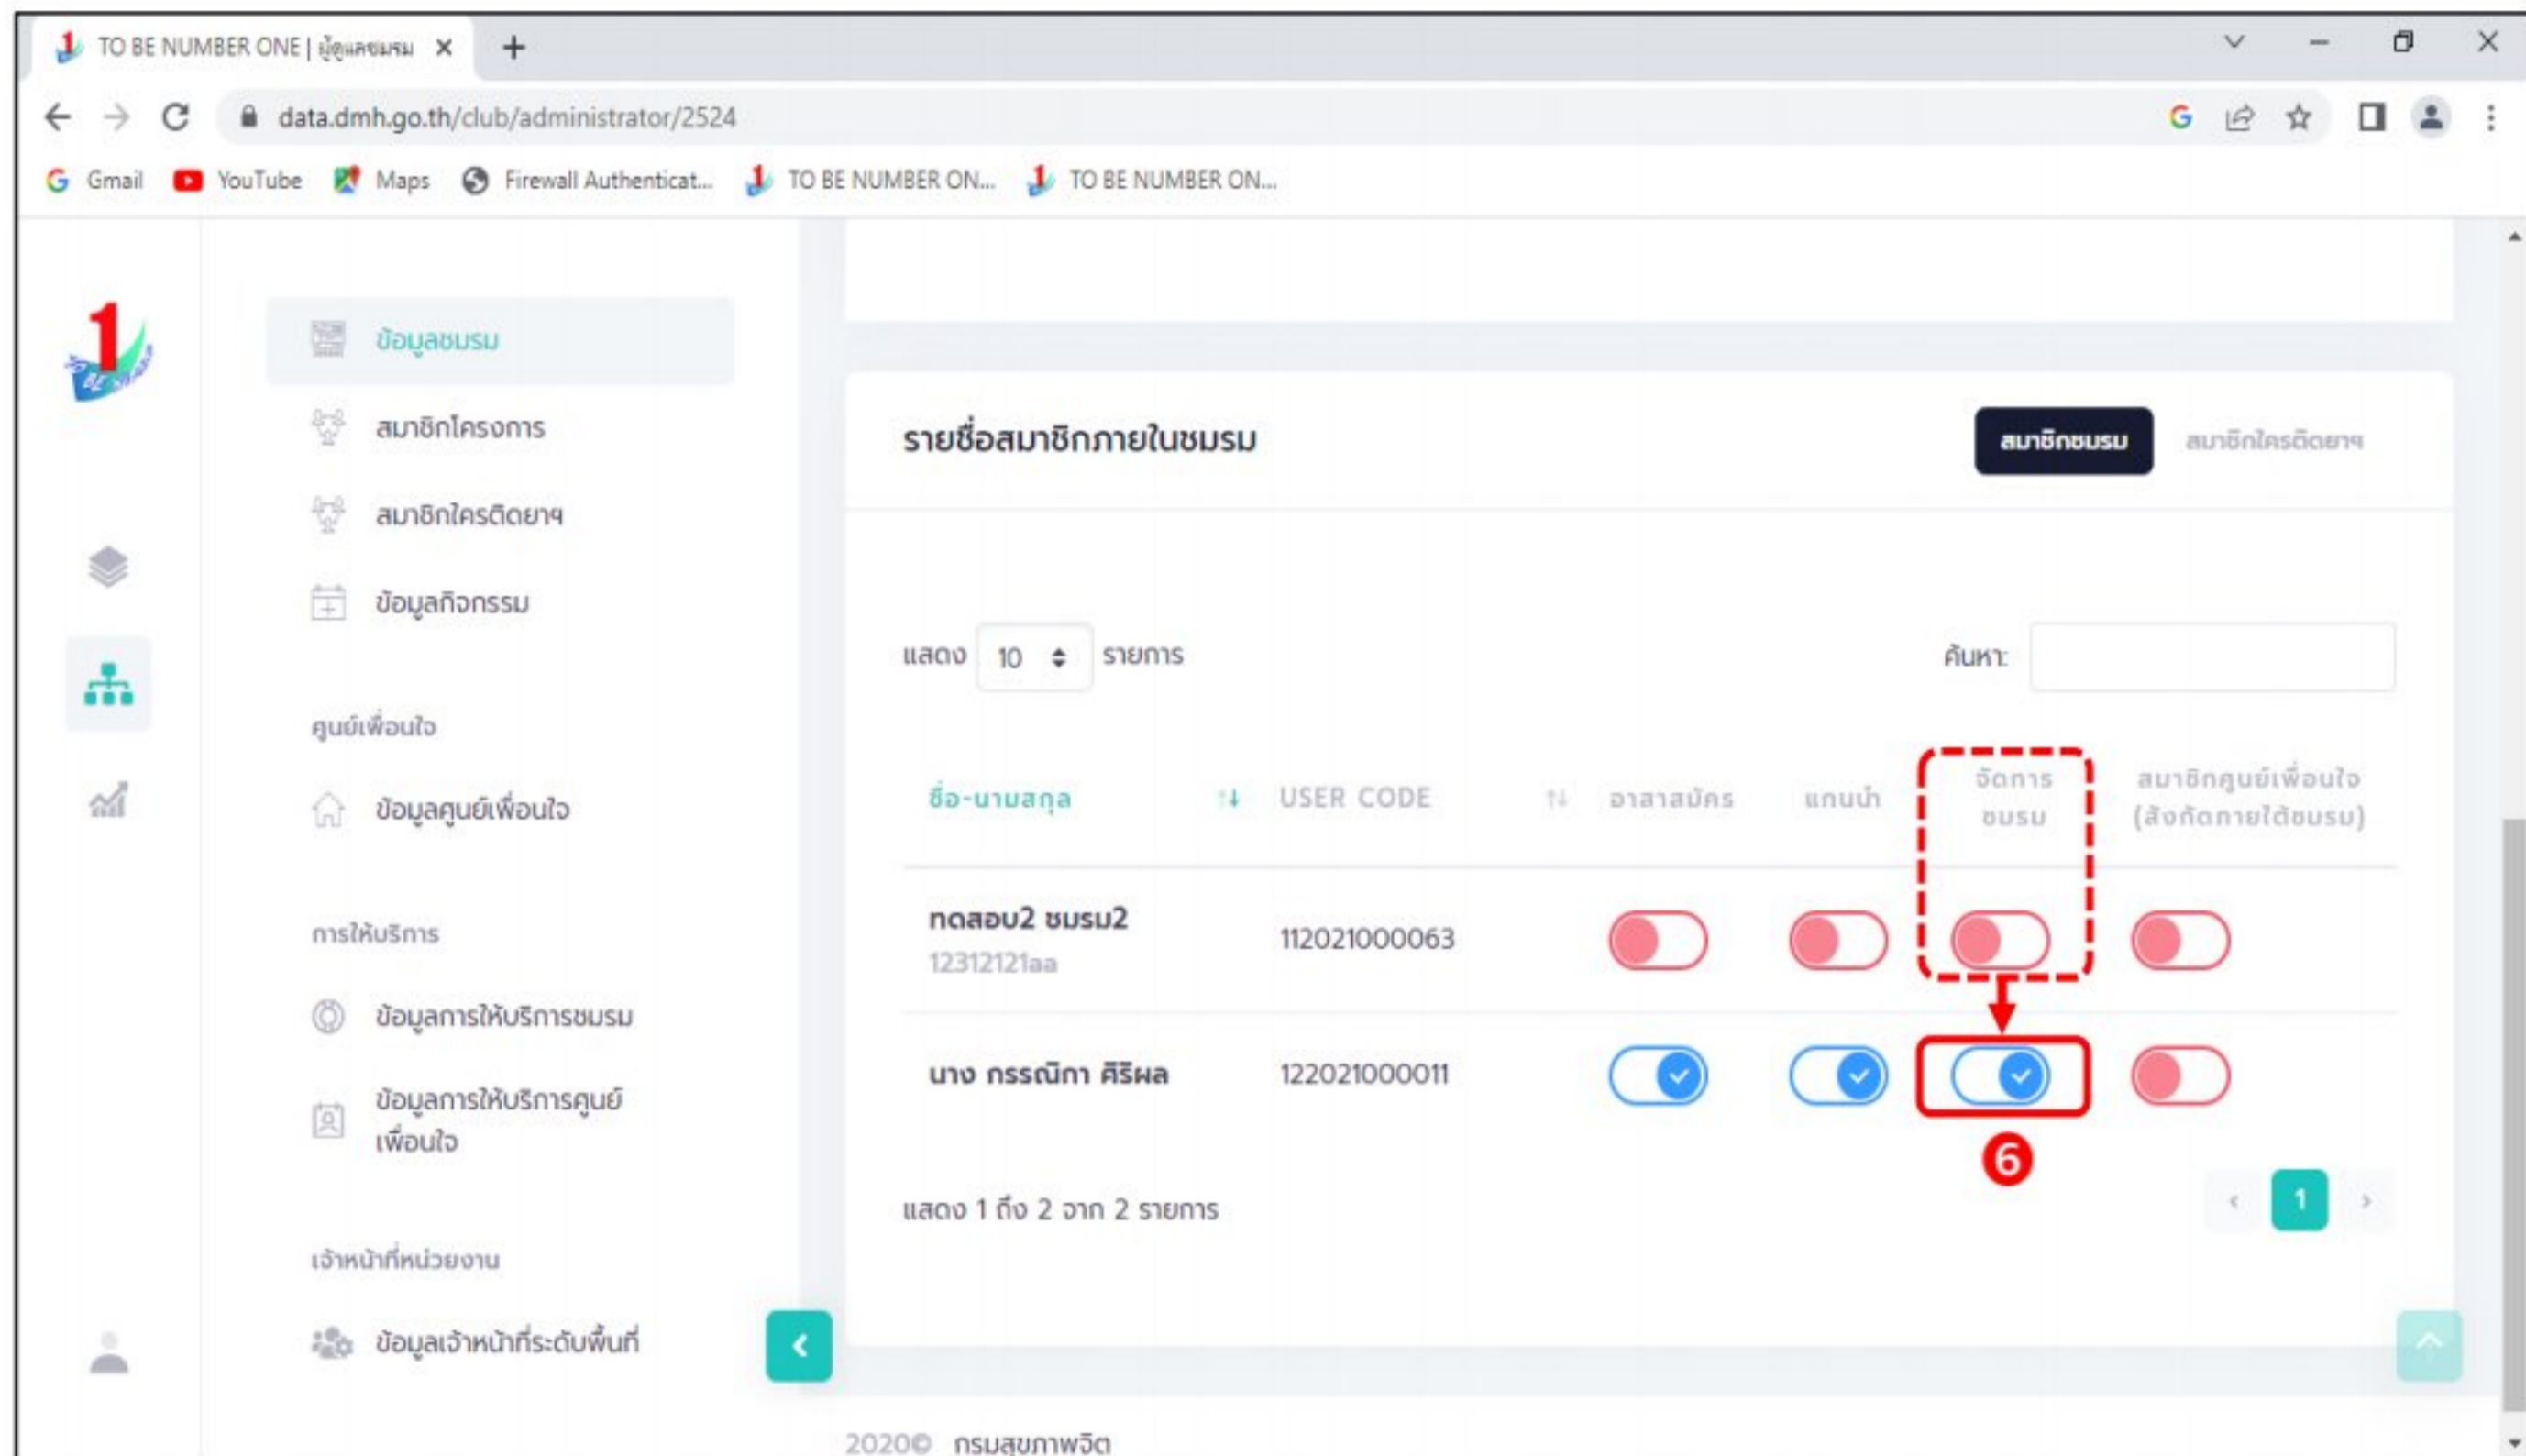 TO BE NUMBER ONE | ผู้ดูแลชมรม
data.dmh.go.th/club/administrator/2524
Gmail YouTube Maps Firewall Authenticat... TO BE NUMBER ON... TO BE NUMBER ON...
1
ข้อมูลชมรม
สมาชิกโครงการ
สมาชิกใครติดยาฯ
ข้อมูลกิจกรรม
ศูนย์เพื่อนใจ
ข้อมูลศูนย์เพื่อนใจ
การให้บริการ
ข้อมูลการให้บริการชมรม
ข้อมูลการให้บริการศูนย์
เพื่อนใจ
เจ้าหน้าที่หน่วยงาน
ข้อมูลเจ้าหน้าที่ระดับพื้นที่
รายชื่อสมาชิกภายในชมรม
สมาชิกชมรม สมาชิกใครติดยาฯ
แสดง 10 รายการ
ค้นหา:
ชื่อ-นามสกุล USER CODE อาสาสมัคร แกนนำ จัดการ สมาชิกศูนย์เพื่อนใจ
ชมรม (สังกัดภายใต้ชมรม)
ทดสอบ2 ชมรม2 112021000063
12312121aa
นาง กรรณิกา ศิริผล 122021000011
6
แสดง 1 ถึง 2 จาก 2 รายการ
1
2020© กรมสุขภาพจิต